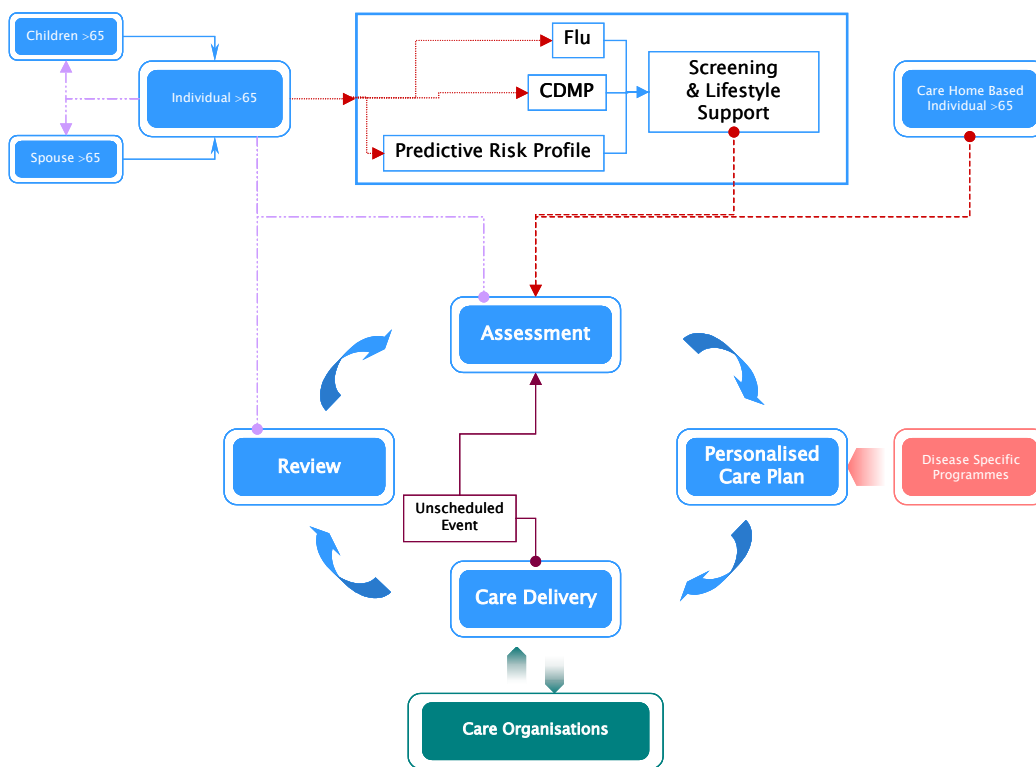 Children >65
Flu
Screening
& Lifestyle
Support
Individual >65
CDMP
Care Home Based
Individual >65
Spouse >65
Predictive Risk Profile
Assessment
Review
Personalised
Care Plan
Disease Specific
Programmes
Unscheduled
Event
Care Delivery
Care Organisations